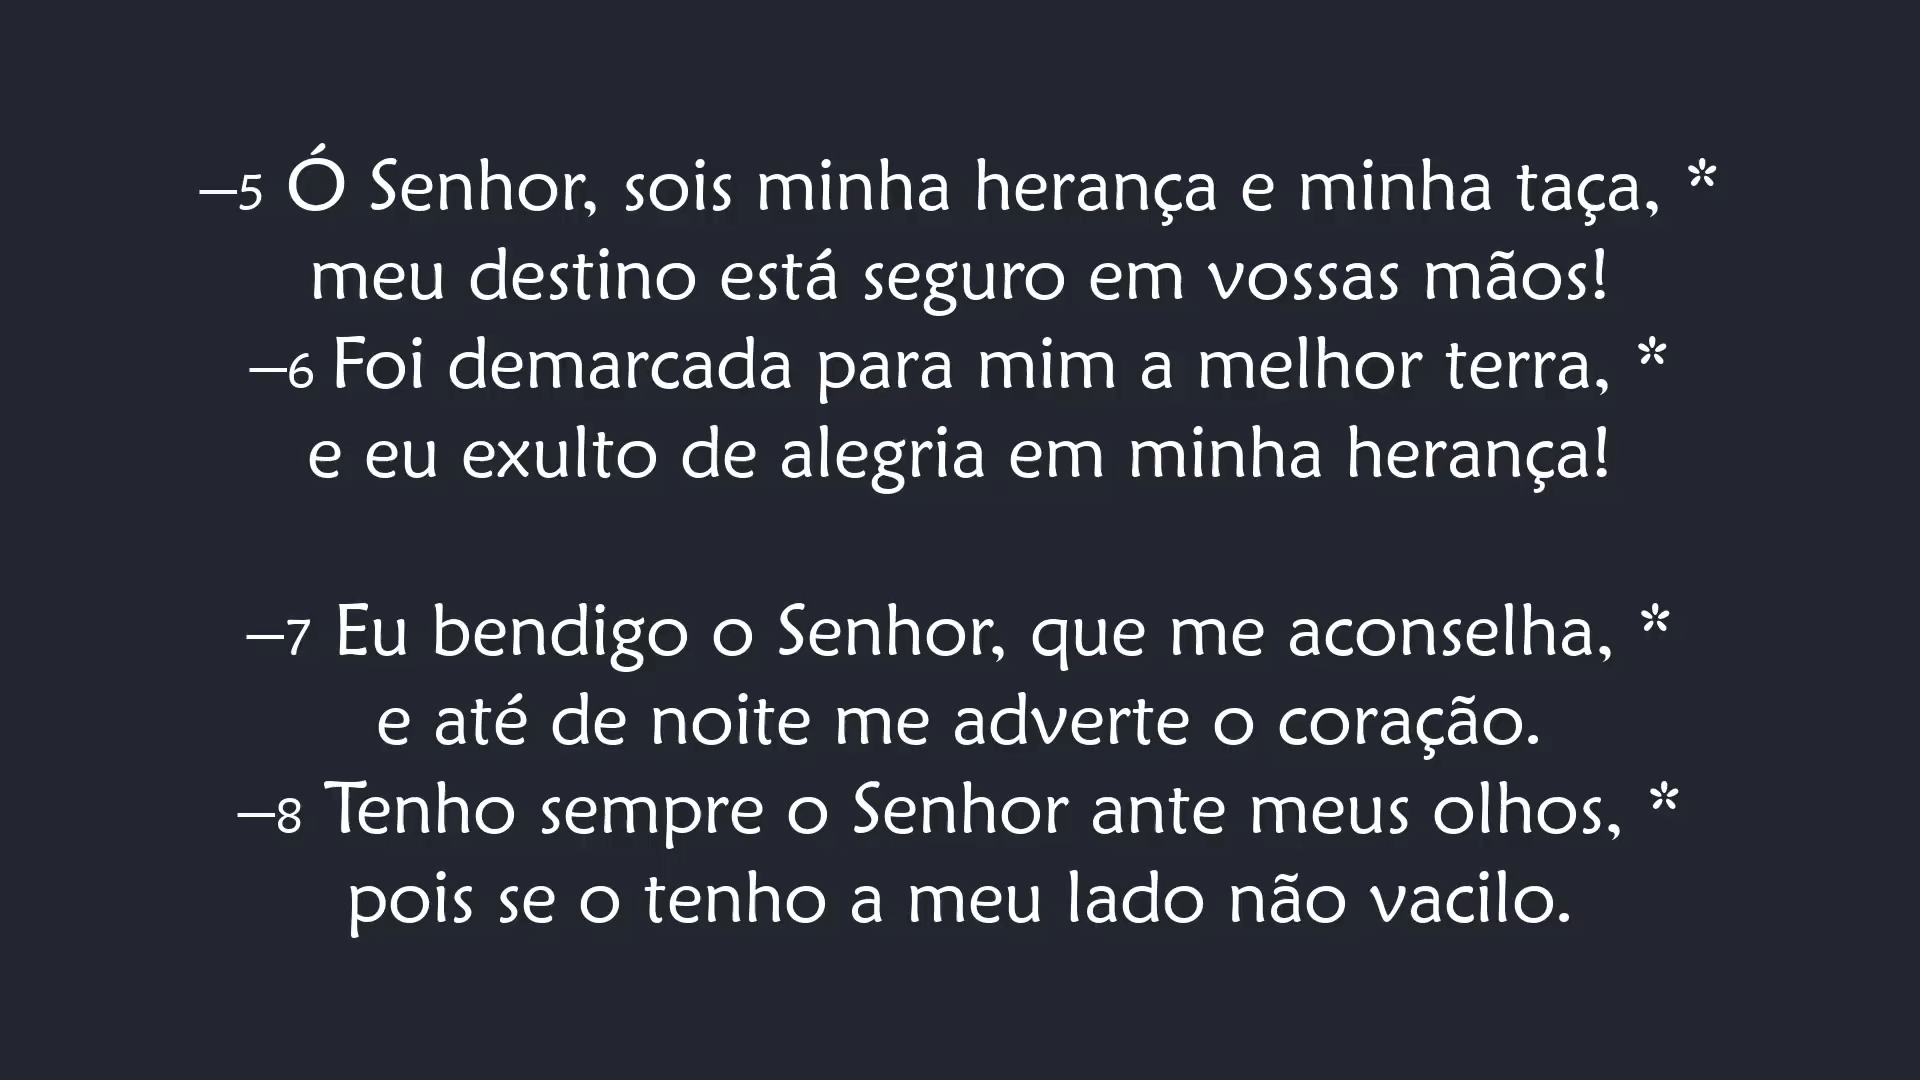 –5 Ó Senhor, sois minha herança e minha taça, *
meu destino está seguro em vossas mãos!
–6 Foi demarcada para mim a melhor terra, *
e eu exulto de alegria em minha herança!
–7 Eu bendigo o Senhor, que me aconselha, *
e até de noite me adverte o coração.
–8 Tenho sempre o Senhor ante meus olhos, *
pois se o tenho a meu lado não vacilo.